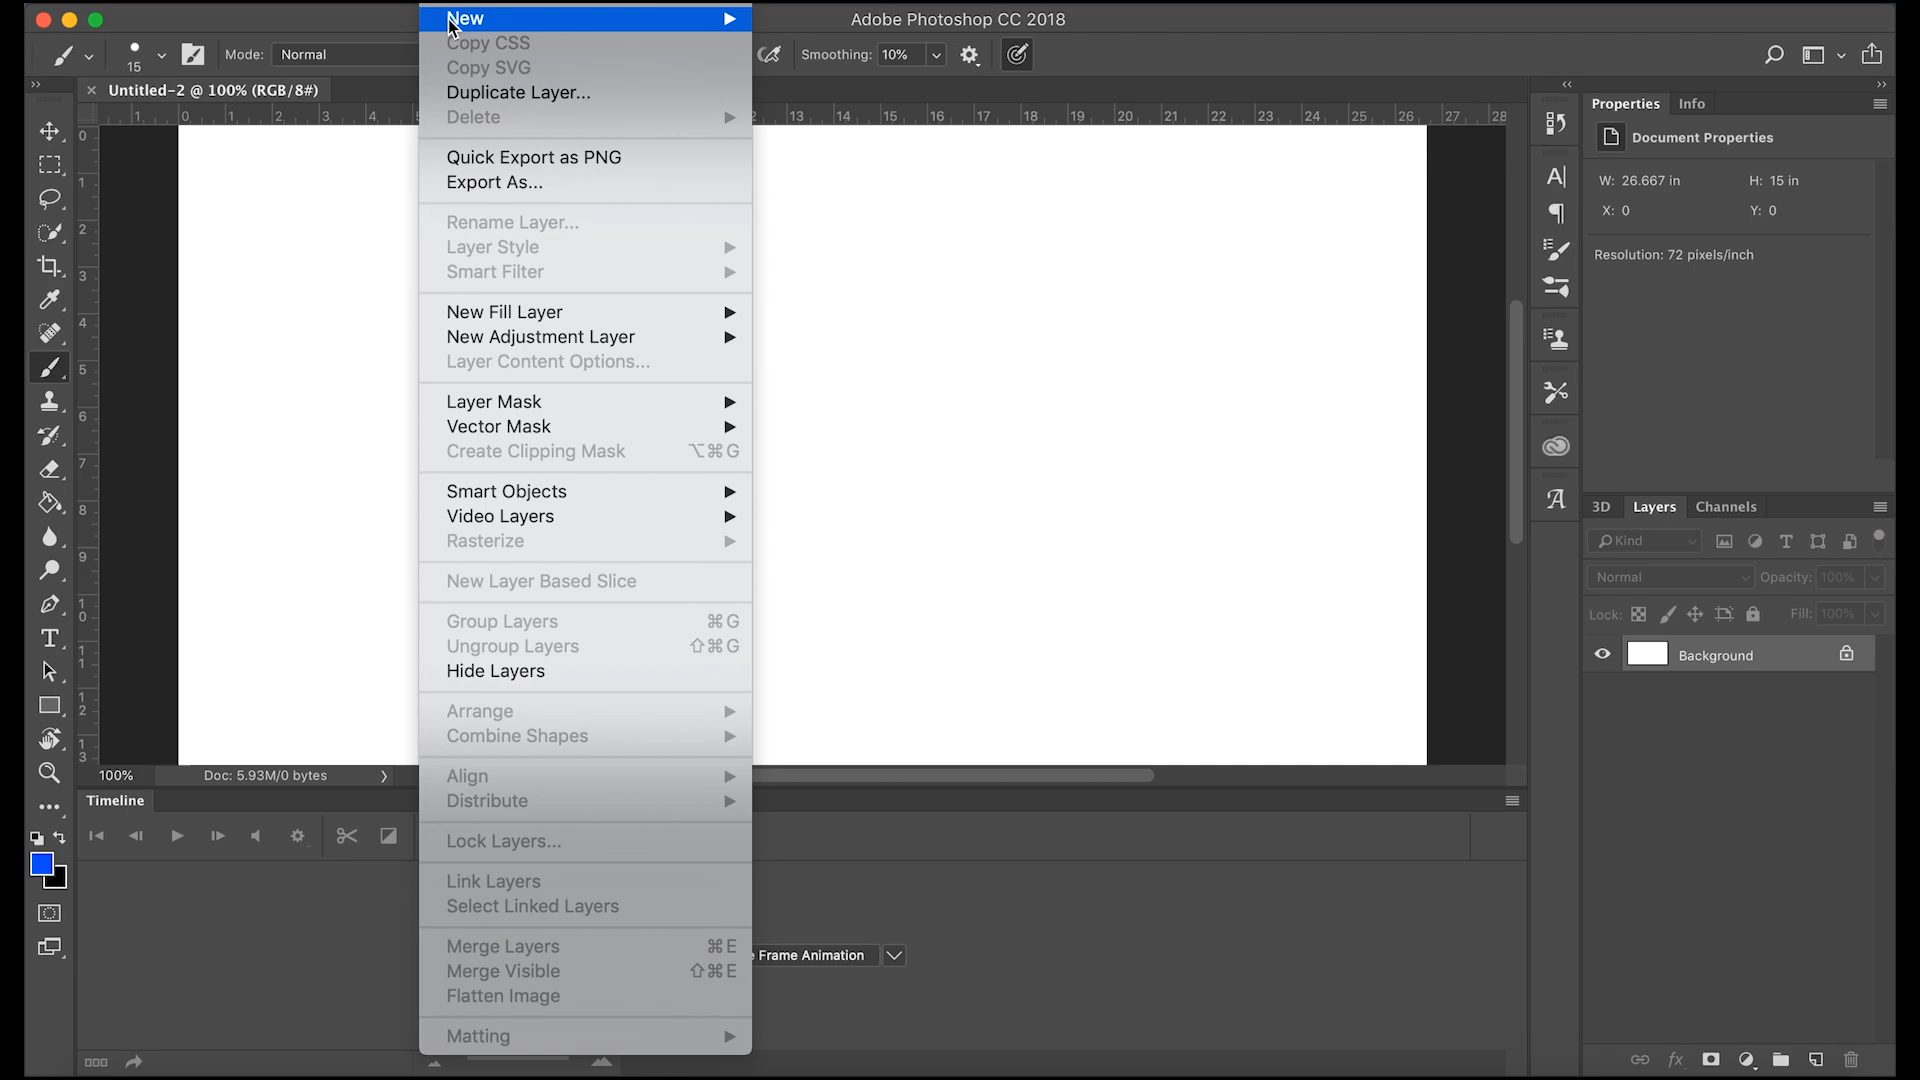 Adobe Photoshop CC 2018
15
Mode: Normal
Smoothing: 10%
Untitled-2 @ 100% (RGB/8#)
1 0 1 2 3 4
13 14 15 16 17 18 19 20 21 22 23 24 25 26 27 28
0
1
2
3
4
5
6
7
8
9
1
0
1
1
1
2
1
3
New
Copy CSS
Copy SVG
Duplicate Layer...
Delete
Quick Export as PNG
Export As...
Rename Layer...
Layer Style
Smart Filter
New Fill Layer
New Adjustment Layer
Layer Content Options...
Layer Mask
Vector Mask
Create Clipping Mask ⌥⌘G
Smart Objects
Video Layers
Rasterize
New Layer Based Slice
Group Layers ⌘G
Ungroup Layers ⇧⌘G
Hide Layers
Arrange
Combine Shapes
Align
Distribute
Lock Layers...
Link Layers
Select Linked Layers
Merge Layers ⌘E
Merge Visible ⇧⌘E
Flatten Image
Matting
100% Doc: 5.93M/0 bytes
Timeline
Frame Animation
Properties Info
Document Properties
W: 26.667 in H: 15 in
X: 0 Y: 0
Resolution: 72 pixels/inch
3D Layers Channels
Kind
Normal Opacity: 100%
Lock: Fill: 100%
Background
fx